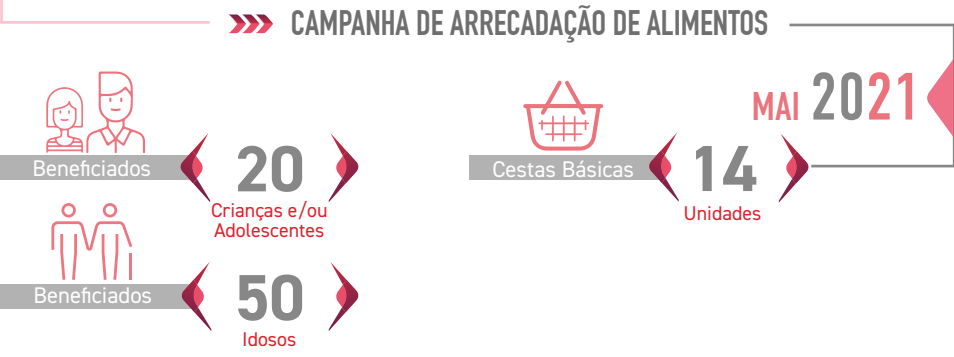 CAMPANHA DE ARRECADAÇÃO DE ALIMENTOS
MAI 2021
Beneficiados
20
Crianças e/ou
Adolescentes
Cestas Básicas
14
Unidades
Beneficiados
50
Idosos